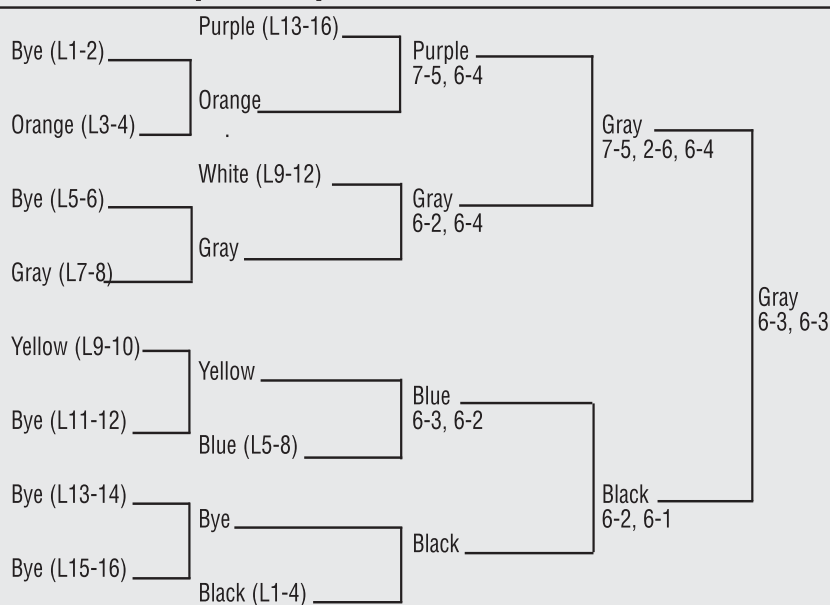 Bye (L1-2)
Orange (L3-4)
Bye (L5-6)
Gray (L7-8)
Yellow (L9-10)
Bye (L11-12)
Bye (L13-14)
Bye (L15-16)
Purple (L13-16)
Orange
White (L9-12)
Gray
Yellow
Blue (L5-8)
Bye
Black (L1-4)
Purple
7-5, 6-4
Gray
6-2, 6-4
Blue
6-3, 6-2
Black
Gray
7-5, 2-6, 6-4
Black
6-2, 6-1
Gray
6-3, 6-3